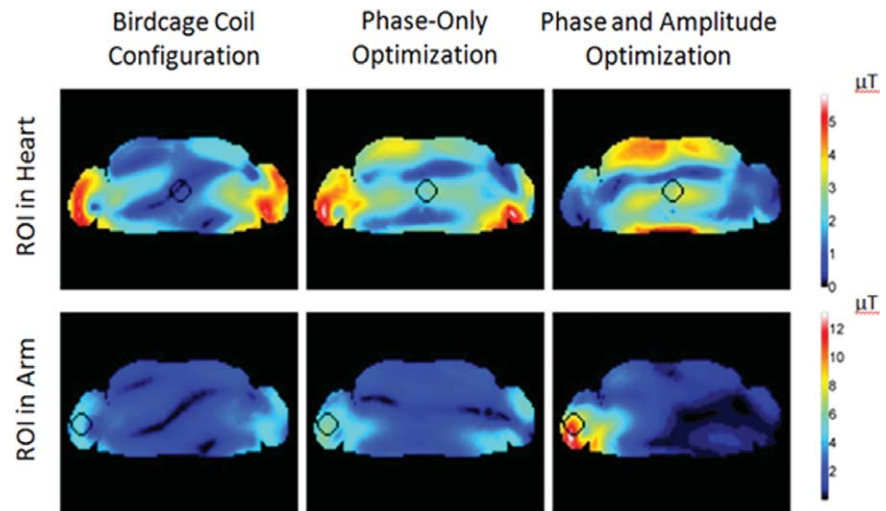 Birdcage Coil
Configuration
Phase-Only
Optimization
Phase and Amplitude
Optimization
ROI in Heart
μT
5
4
3
2
1
0
ROI in Arm
μT
12
10
8
6
4
2